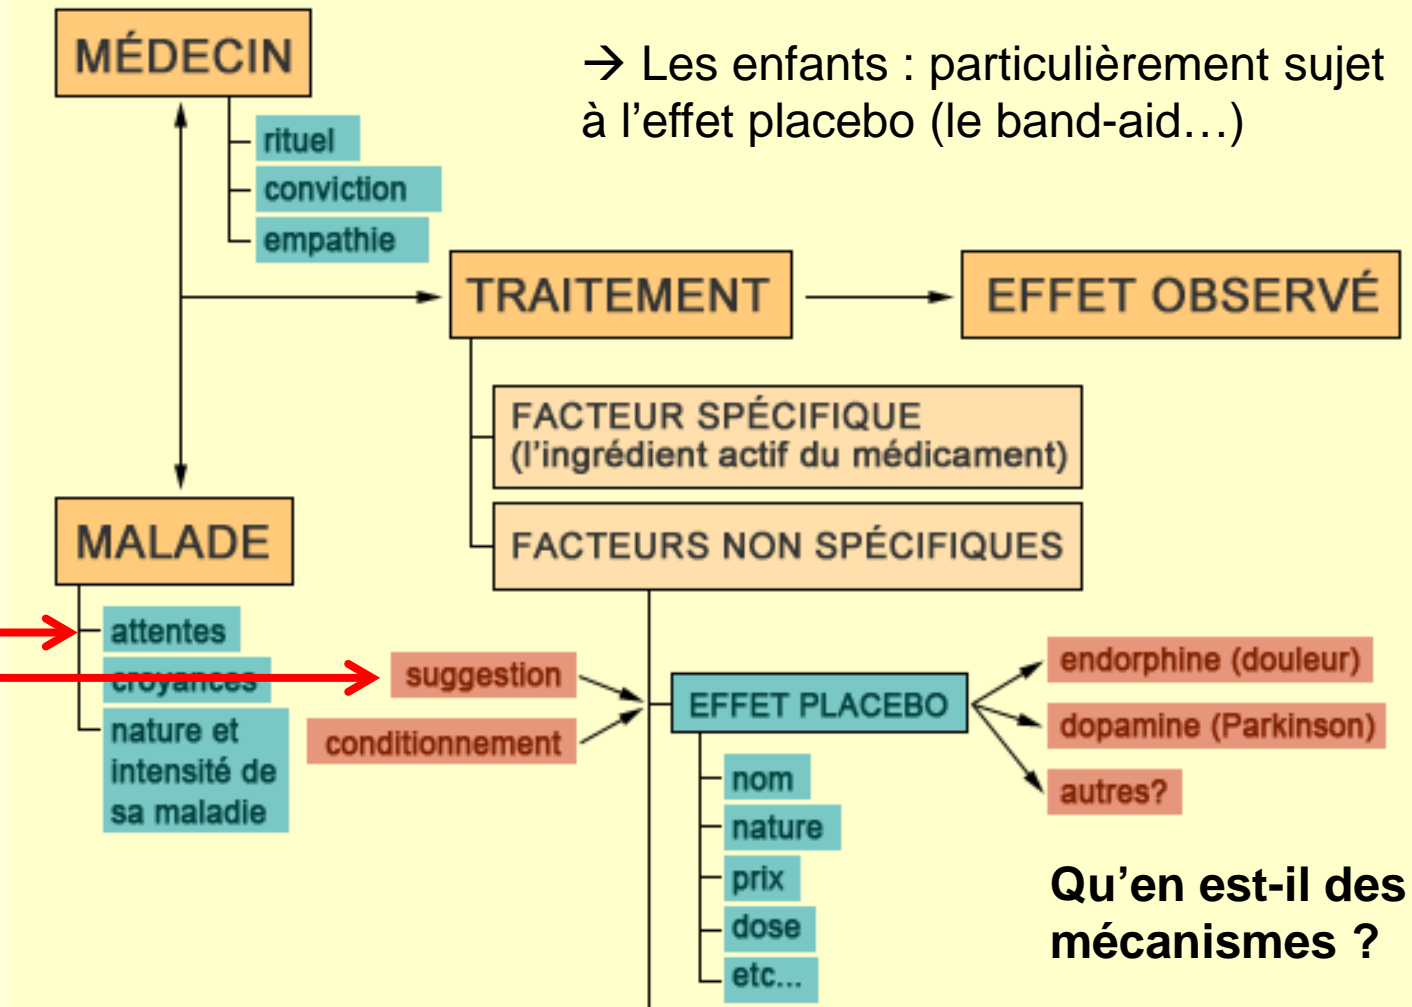 MÉDECIN
→ Les enfants : particulièrement sujet
à l’effet placebo (le band-aid…)
rituel
conviction
empathie
TRAITEMENT
EFFET OBSERVÉ
FACTEUR SPÉCIFIQUE
(l’ingrédient actif du médicament)
FACTEURS NON SPÉCIFIQUES
MALADE
attentes
croyances
nature et
intensité de
sa maladie
suggestion
conditionnement
EFFET PLACEBO
endorphine (douleur)
dopamine (Parkinson)
autres?
nom
nature
prix
dose
etc...
Qu’en est-il des
mécanismes ?